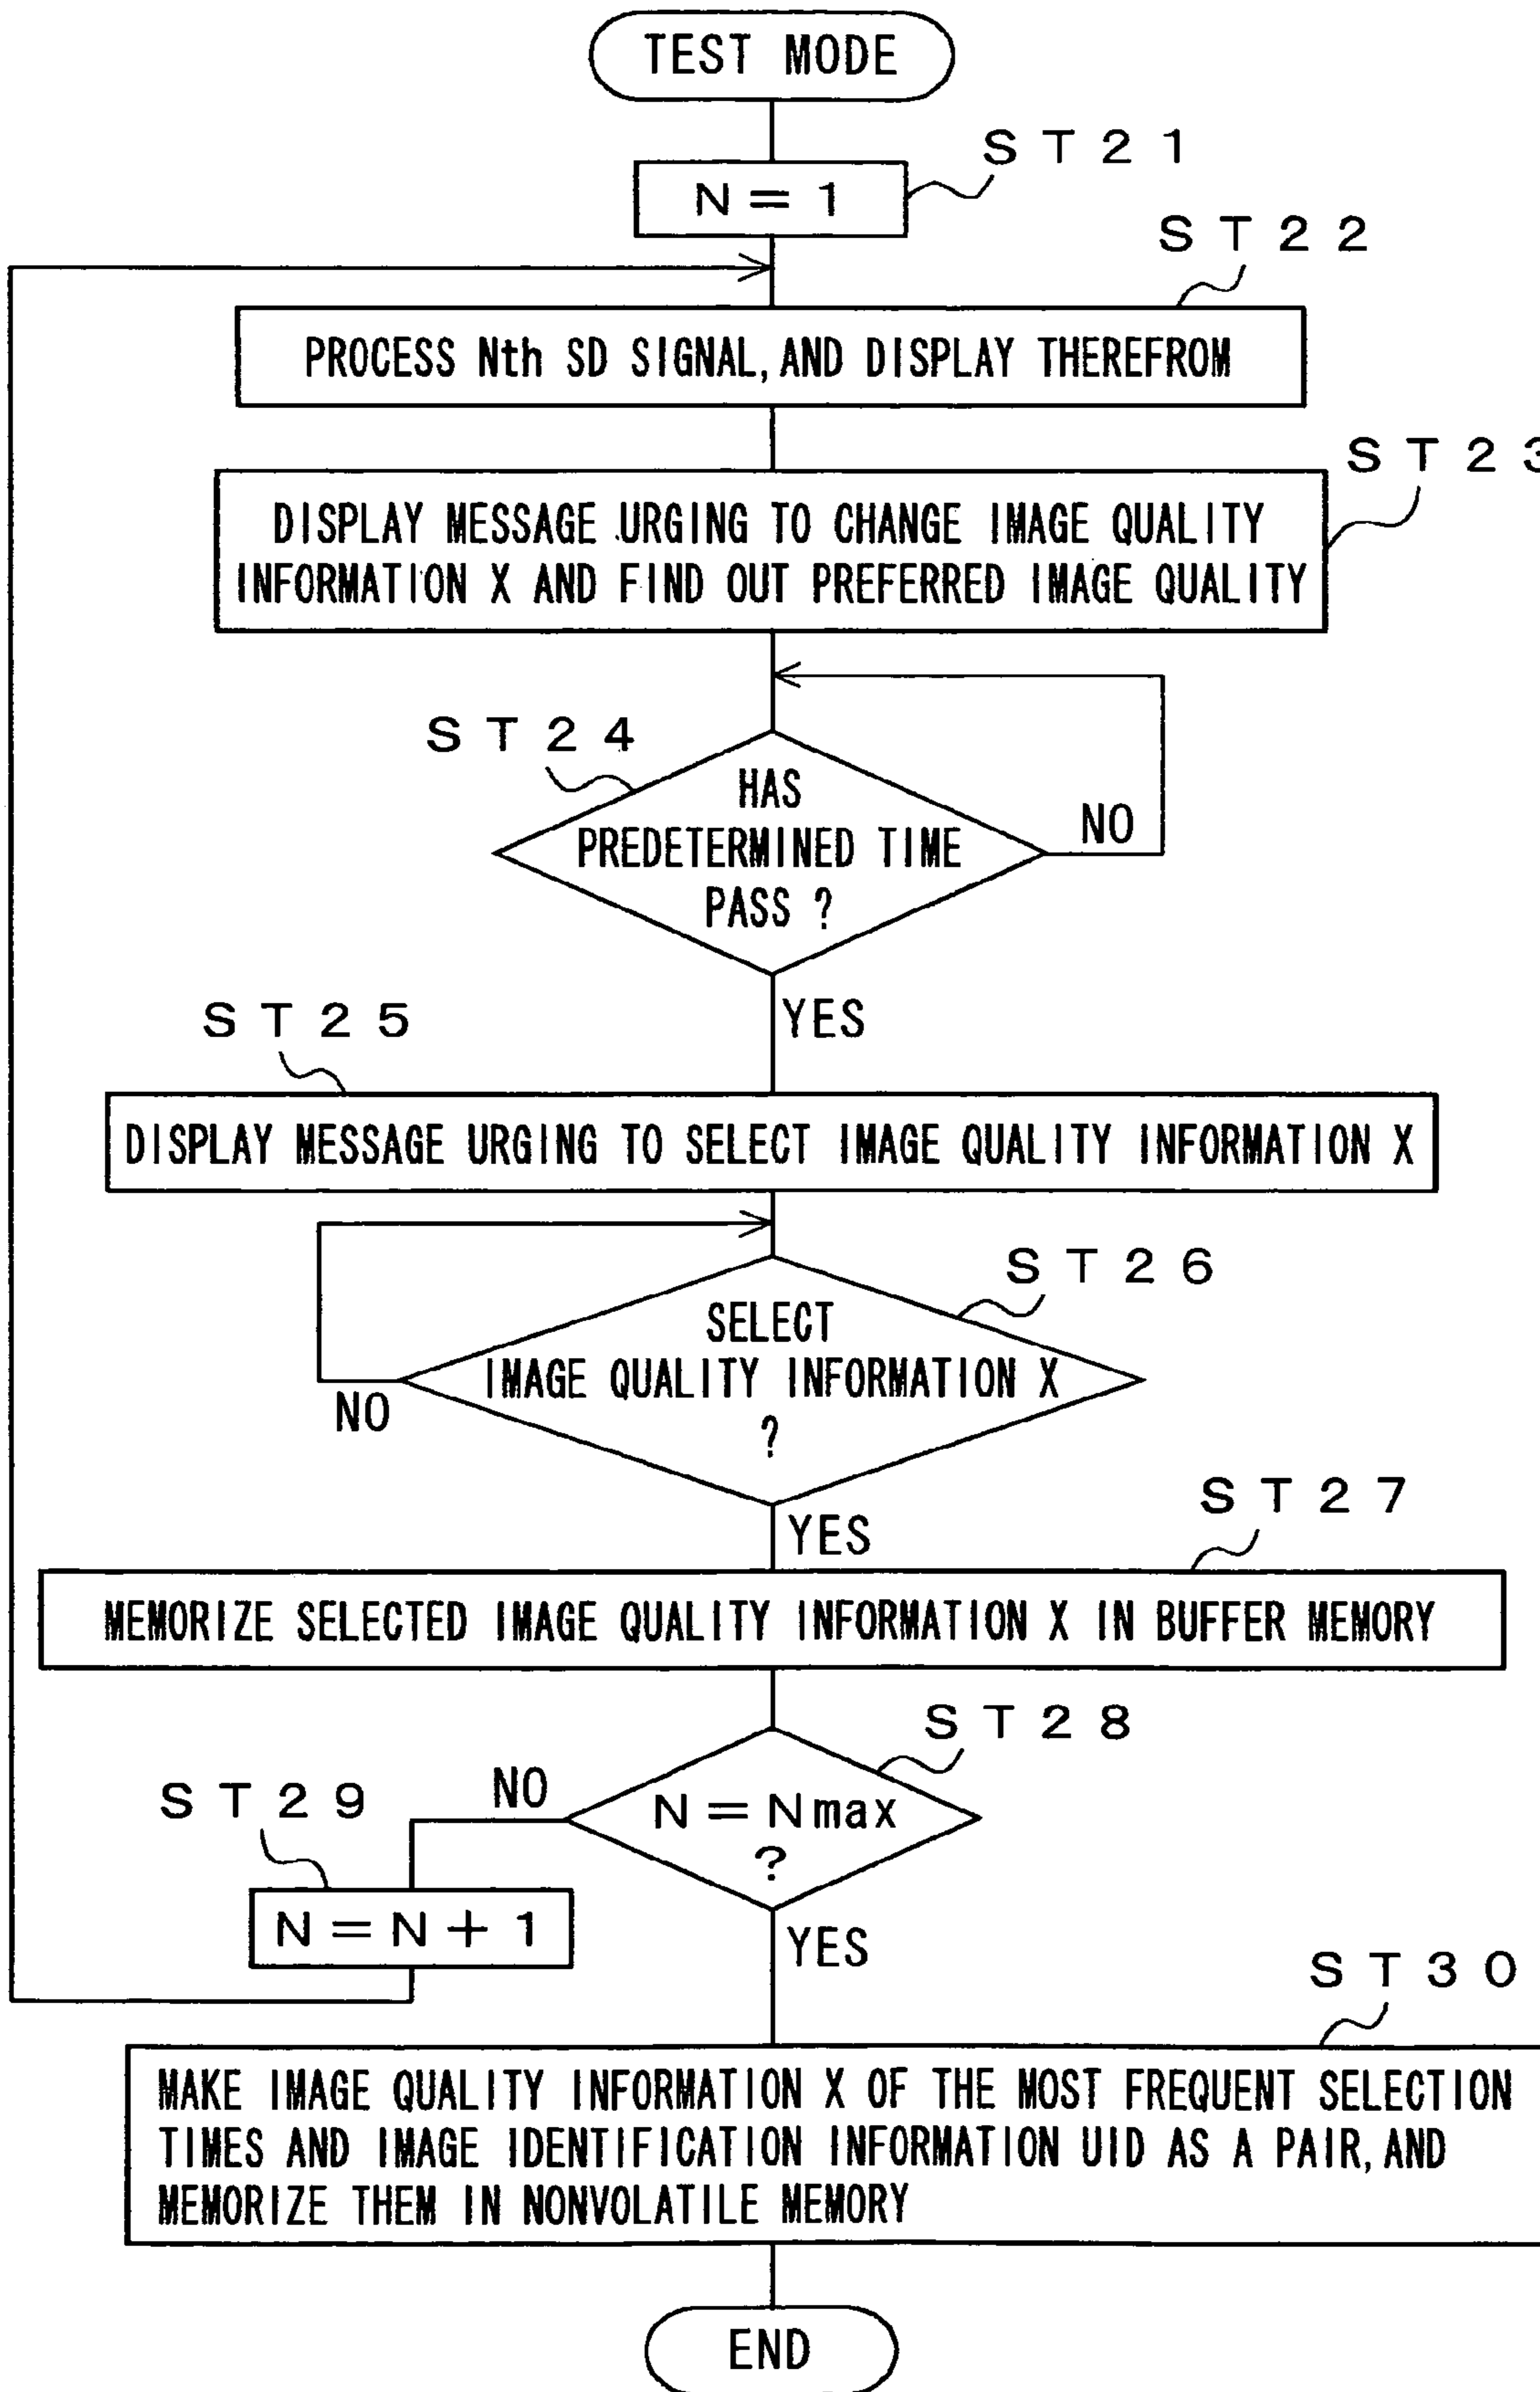 TEST MODE
ST21
N=1
ST22
PROCESS Nth SD SIGNAL, AND DISPLAY THEREFROM
ST23
DISPLAY MESSAGE URGING TO CHANGE IMAGE QUALITY
INFORMATION X AND FIND OUT PREFERRED IMAGE QUALITY
ST24
HAS
PREDETERMINED TIME
PASS ?
NO
YES
ST25
DISPLAY MESSAGE URGING TO SELECT IMAGE QUALITY INFORMATION X
ST26
SELECT
IMAGE QUALITY INFORMATION X
?
NO
YES
ST27
MEMORIZE SELECTED IMAGE QUALITY INFORMATION X IN BUFFER MEMORY
ST28
N=Nmax
?
NO
ST29
N=N+1
YES
ST30
MAKE IMAGE QUALITY INFORMATION X OF THE MOST FREQUENT SELECTION
TIMES AND IMAGE IDENTIFICATION INFORMATION UID AS A PAIR, AND
MEMORIZE THEM IN NONVOLATILE MEMORY
END